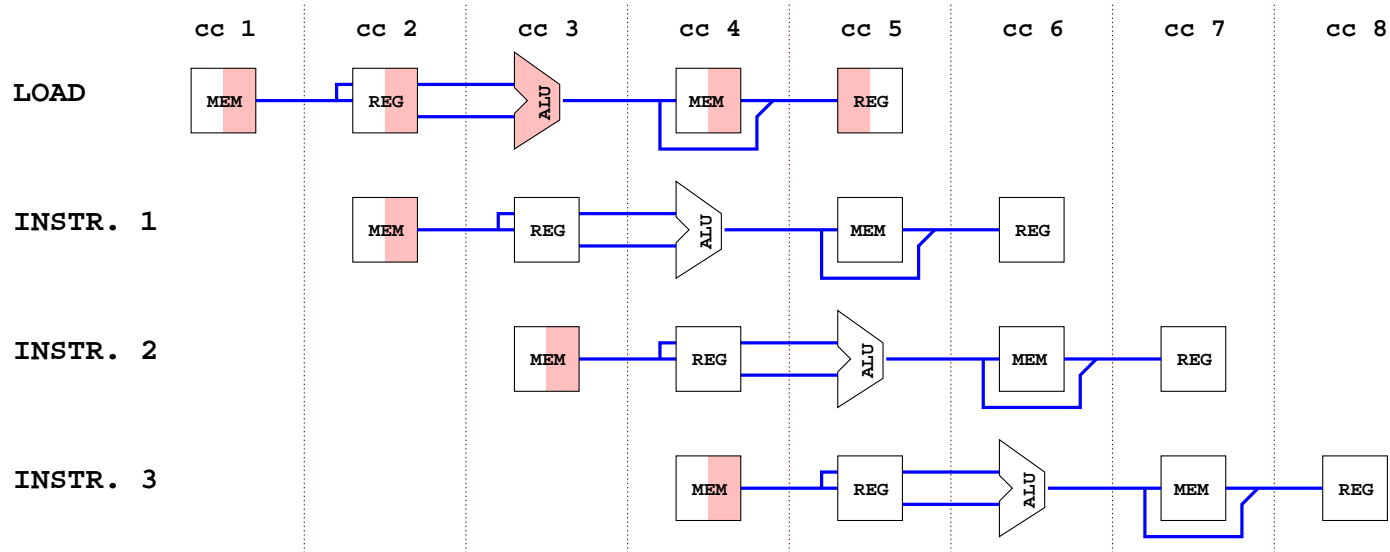 cc 1 cc 2 cc 3 cc 4 cc 5 cc 6 cc 7 cc 8
LOAD MEM REG ALU MEM REG
INSTR. 1 MEM REG ALU MEM REG
INSTR. 2 MEM REG ALU MEM REG
INSTR. 3 MEM REG ALU MEM REG